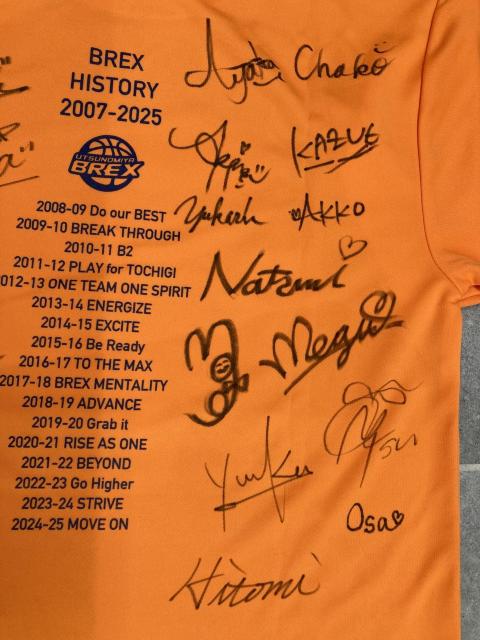 BREX
HISTORY
2007-2025
UTSUNOMIYA
BREX
2008-09 Do our BEST
2009-10 BREAK THROUGH
2010-11 B2
2011-12 PLAY for TOCHIGI
012-13 ONE TEAM ONE SPIRIT
2013-14 ENERGIZE
2014-15 EXCITE
2015-16 Be Ready
2016-17 TO THE MAX
2017-18 BREX MENTALITY
2018-19 ADVANCE
2019-20 Grab it
2020-21 RISE AS ONE
2021-22 BEYOND
2022-23 Go Higher
2023-24 STRIVE
2024-25 MOVE ON
Ayaka Chako
KAZUE
AKKO
Natsumi
Megu
Osa
Hitomi